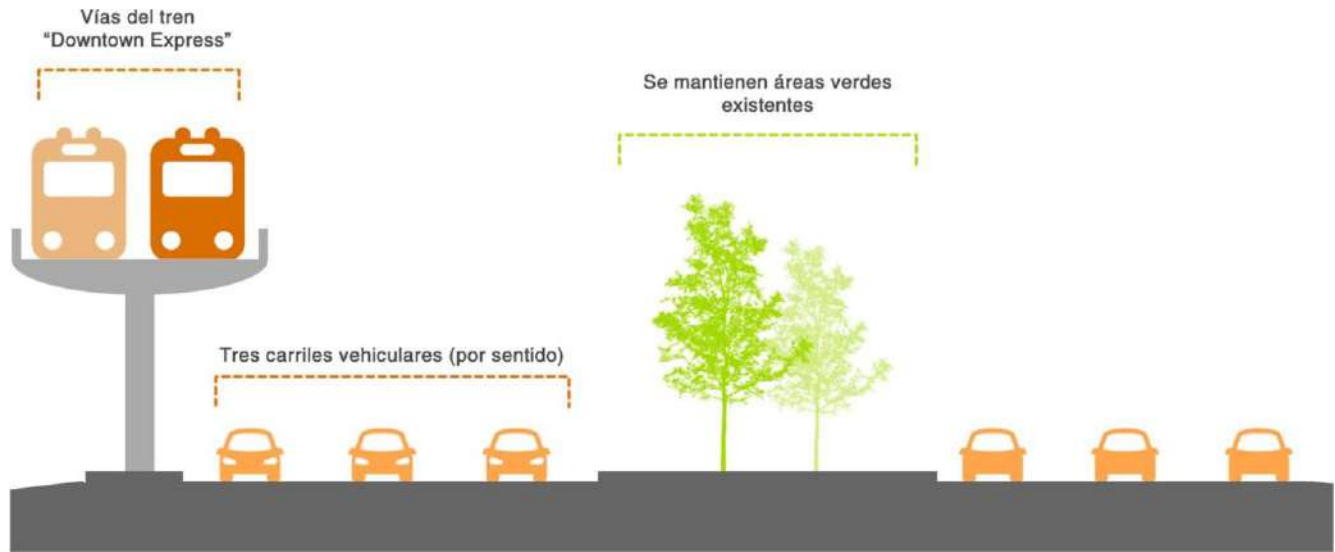 Vías del tren
“Downtown Express”
Se mantienen áreas verdes
existentes
Tres carriles vehiculares (por sentido)